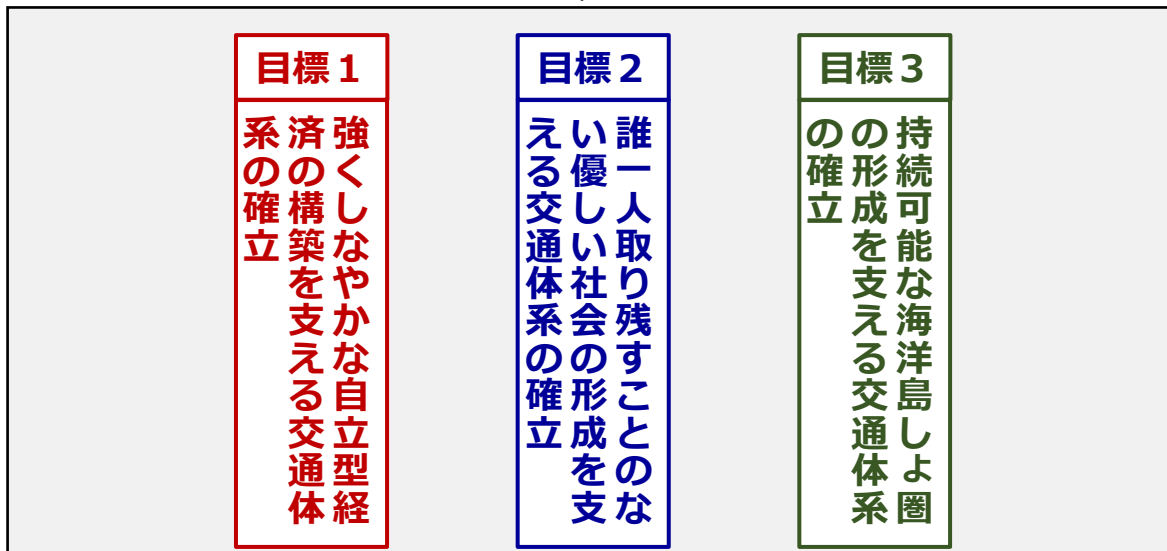 目標１
強くしなやかな自立型経
済の構築を支える交通体
系の確立
目標２
誰一人取り残すことのな
い優しい社会の形成を支
える交通体系の確立
目標３
持続可能な海洋島しょ圏
の形成を支える交通体系
の確立